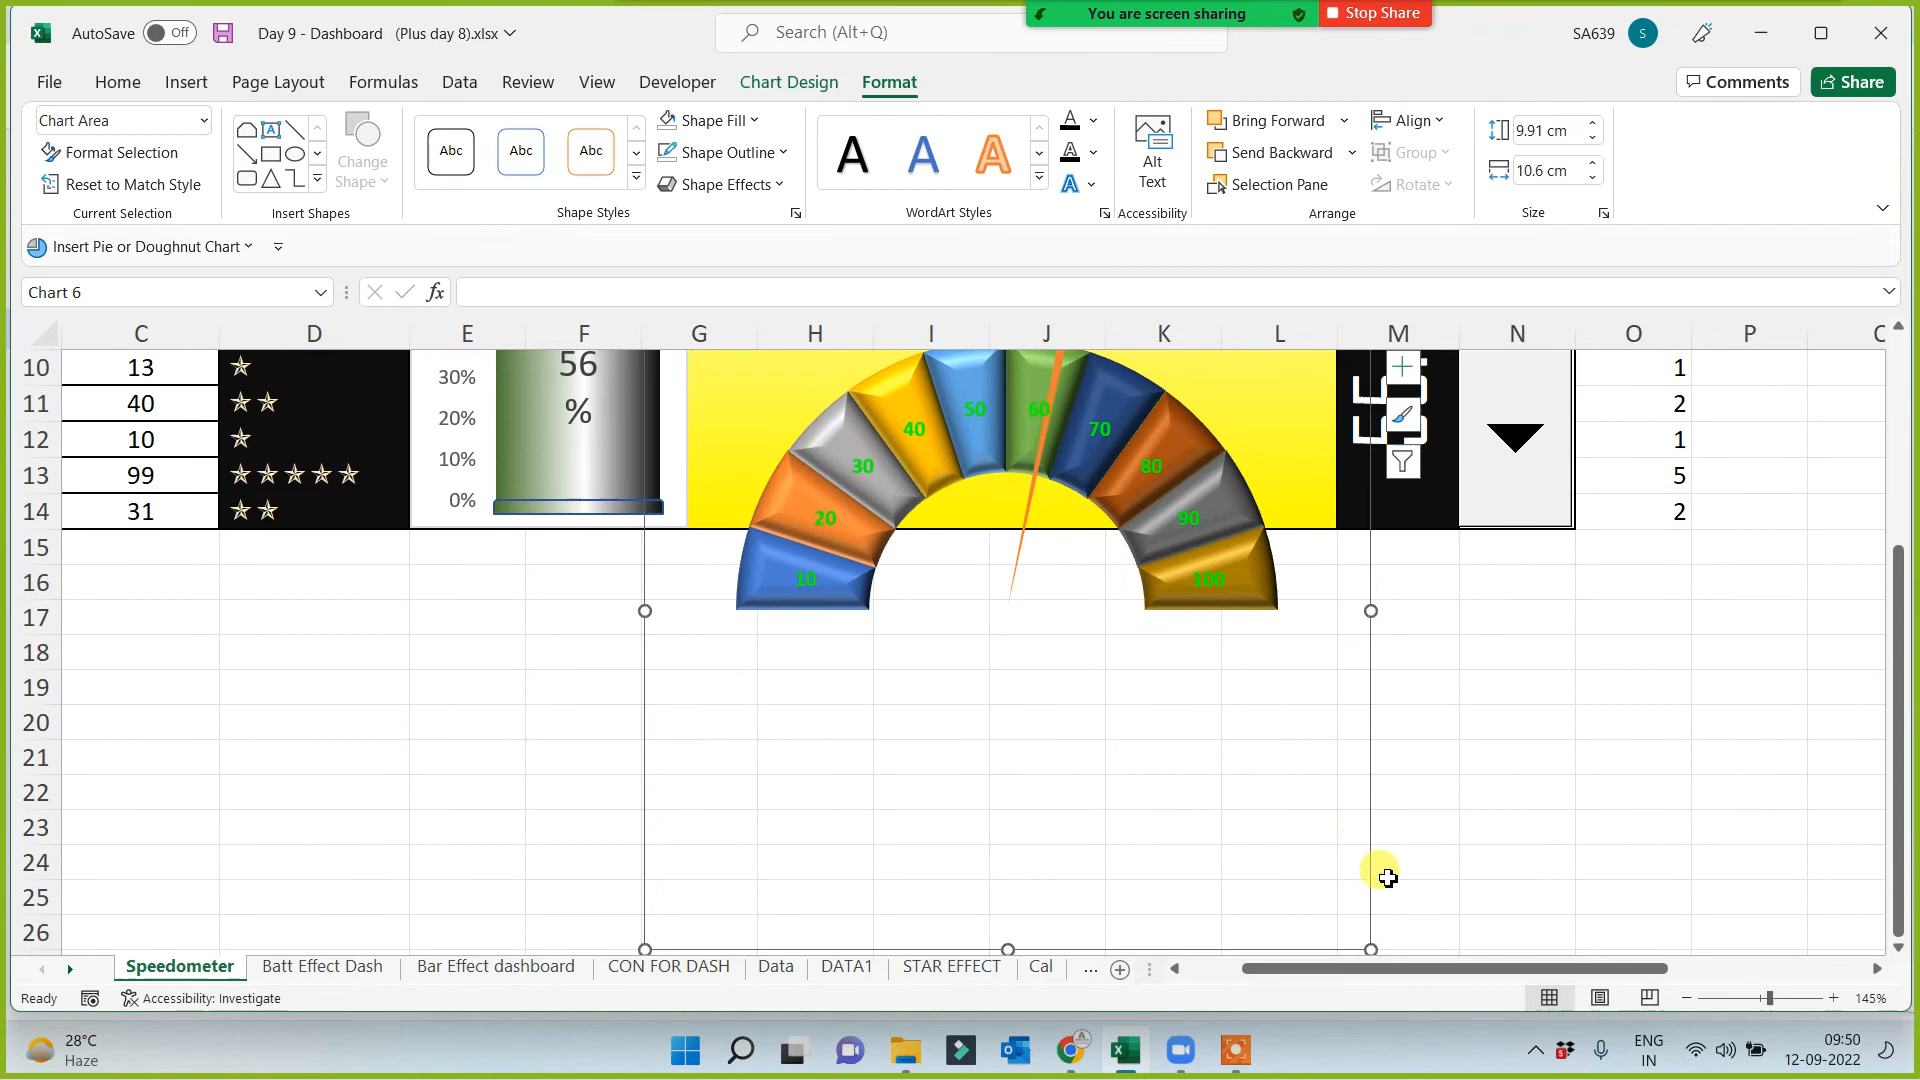 You are screen sharing
Stop Share
AutoSave Off Day 9 - Dashboard (Plus day 8).xlsx
Search (Alt+Q)
SA639 S
File Home Insert Page Layout Formulas Data Review View Developer Chart Design Format
Comments Share
Chart Area
Format Selection
Reset to Match Style
Current Selection
Change
Shape
Insert Shapes
Abc Abc Abc
Shape Fill
Shape Outline
Shape Effects
Shape Styles
A A A
WordArt Styles
Alt
Text
Accessibility
Bring Forward
Send Backward
Selection Pane
Align
Group
Rotate
Arrange
9.91 cm
10.6 cm
Size
Insert Pie or Doughnut Chart
Chart 6
fx
C D E F G H I J K L M N O P
10 13 1
11 40 2
12 10 1
13 99 5
14 31 2
15
16
17
18
19
20
21
22
23
24
25
26
30%
20%
10%
0%
56
%
10 20 30 40 50 60 70 80 90 100
Speedometer Batt Effect Dash Bar Effect dashboard CON FOR DASH Data DATA1 STAR EFFECT Cal ...
Ready Accessibility: Investigate
145%
28°C
Haze
ENG
IN
09:50
12-09-2022